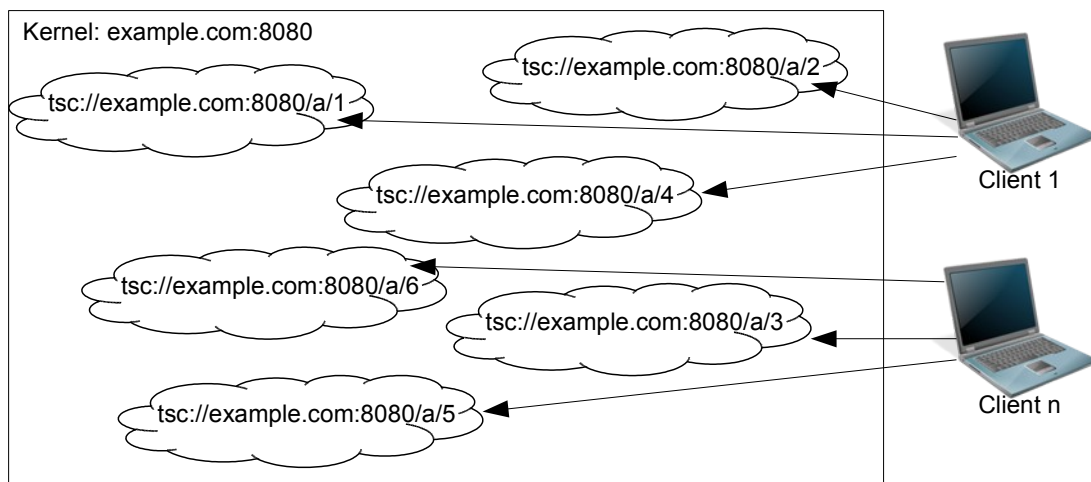 Kernel: example.com:8080
tsc://example.com:8080/a/2
tsc://example.com:8080/a/1
Client 1
tsc://example.com:8080/a/4
tsc://example.com:8080/a/6
tsc://example.com:8080/a/3
Client n
tsc://example.com:8080/a/5